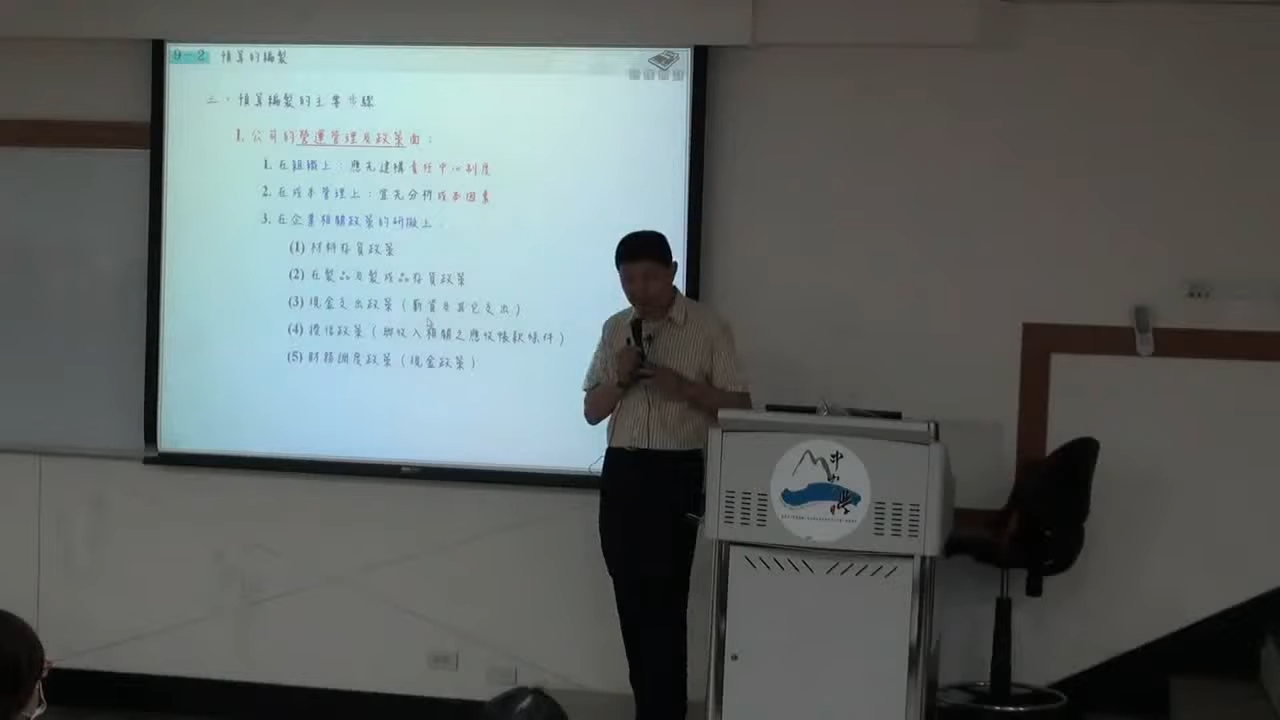 9-2 預算的編製
三、預算編製的主要步驟
1. 公司的營運管理及政策面：
1. 在組織上：應先建構責任中心制度
2. 在成本管理上：宜先分析成本因素
3. 在企業相關政策的研擬上：
(1) 材料存貨政策
(2) 在製品及製成品存貨政策
(3) 現金支出政策（薪資及其它支出）
(4) 授信政策（與收入相關之應收帳款條件）
(5) 財務調度政策（現金政策）
中山學